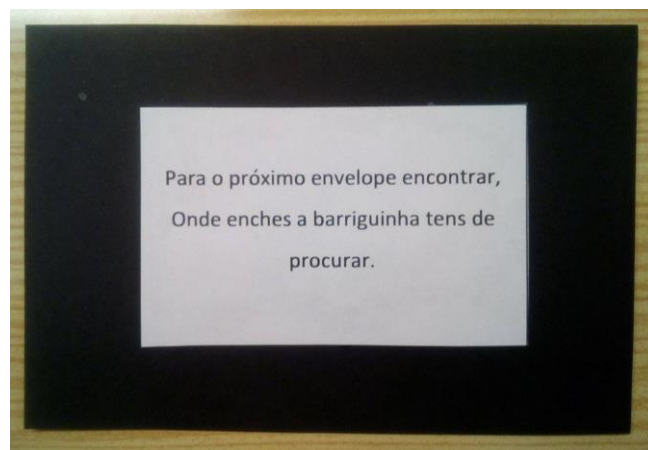 Para o próximo envelope encontrar,
Onde enches a barriguinha tens de
procurar.